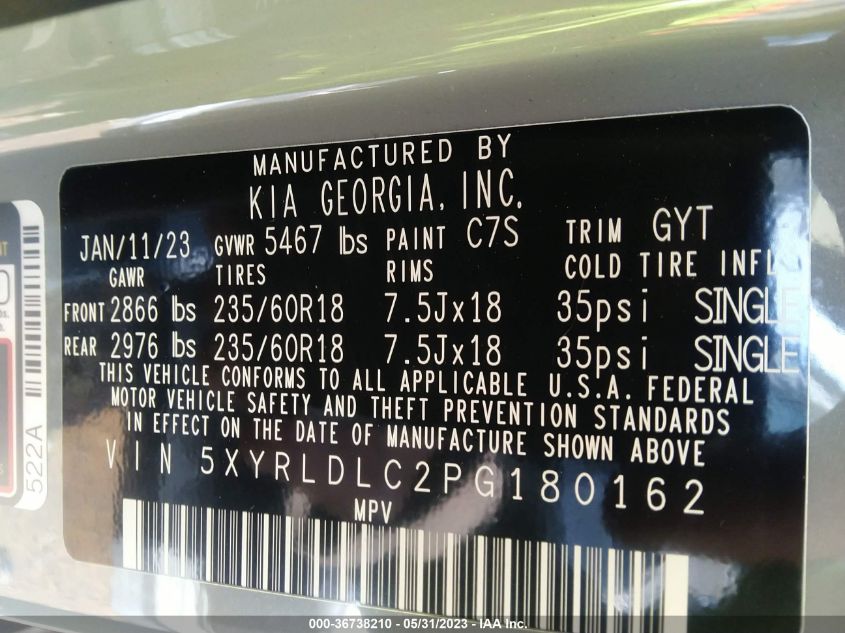 MANUFACTURED BY
KIA GEORGIA, INC.
JAN/11/23 GVWR 5467 lbs PAINT C7S TRIM GYT
GAWR TIRES RIMS COLD TIRE INFL
FRONT 2866 lbs 235/60R18 7.5Jx18 35psi SINGLE
REAR 2976 lbs 235/60R18 7.5Jx18 35psi SINGLE
THIS VEHICLE CONFORMS TO ALL APPLICABLE U.S.A. FEDERAL
MOTOR VEHICLE SAFETY AND THEFT PREVENTION STANDARDS
IN EFFECT ON THE DATE OF MANUFACTURE SHOWN ABOVE
VIN 5XYRLDLC2PG180162
MPV
522A
000-36738210 - 05/31/2023 - IAA Inc.